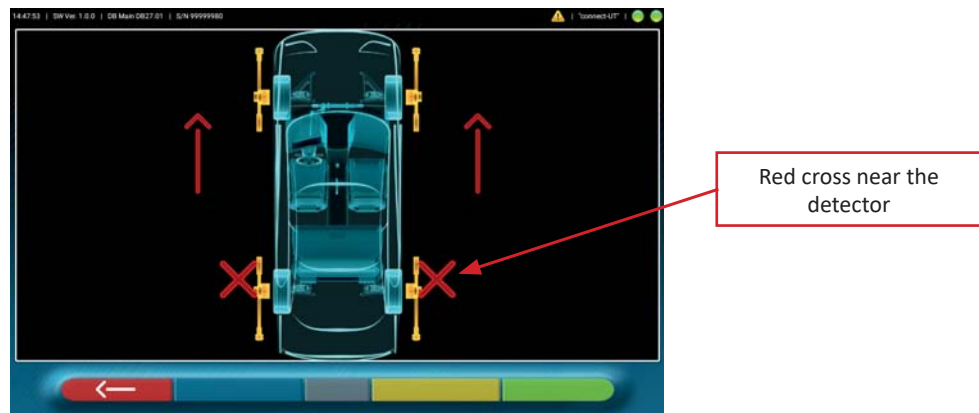 14:47:53 | SW Ver. 1.0.0 | DB Main DB27.01 | S/N 99999980 | "connect-UT" |
Red cross near the
detector